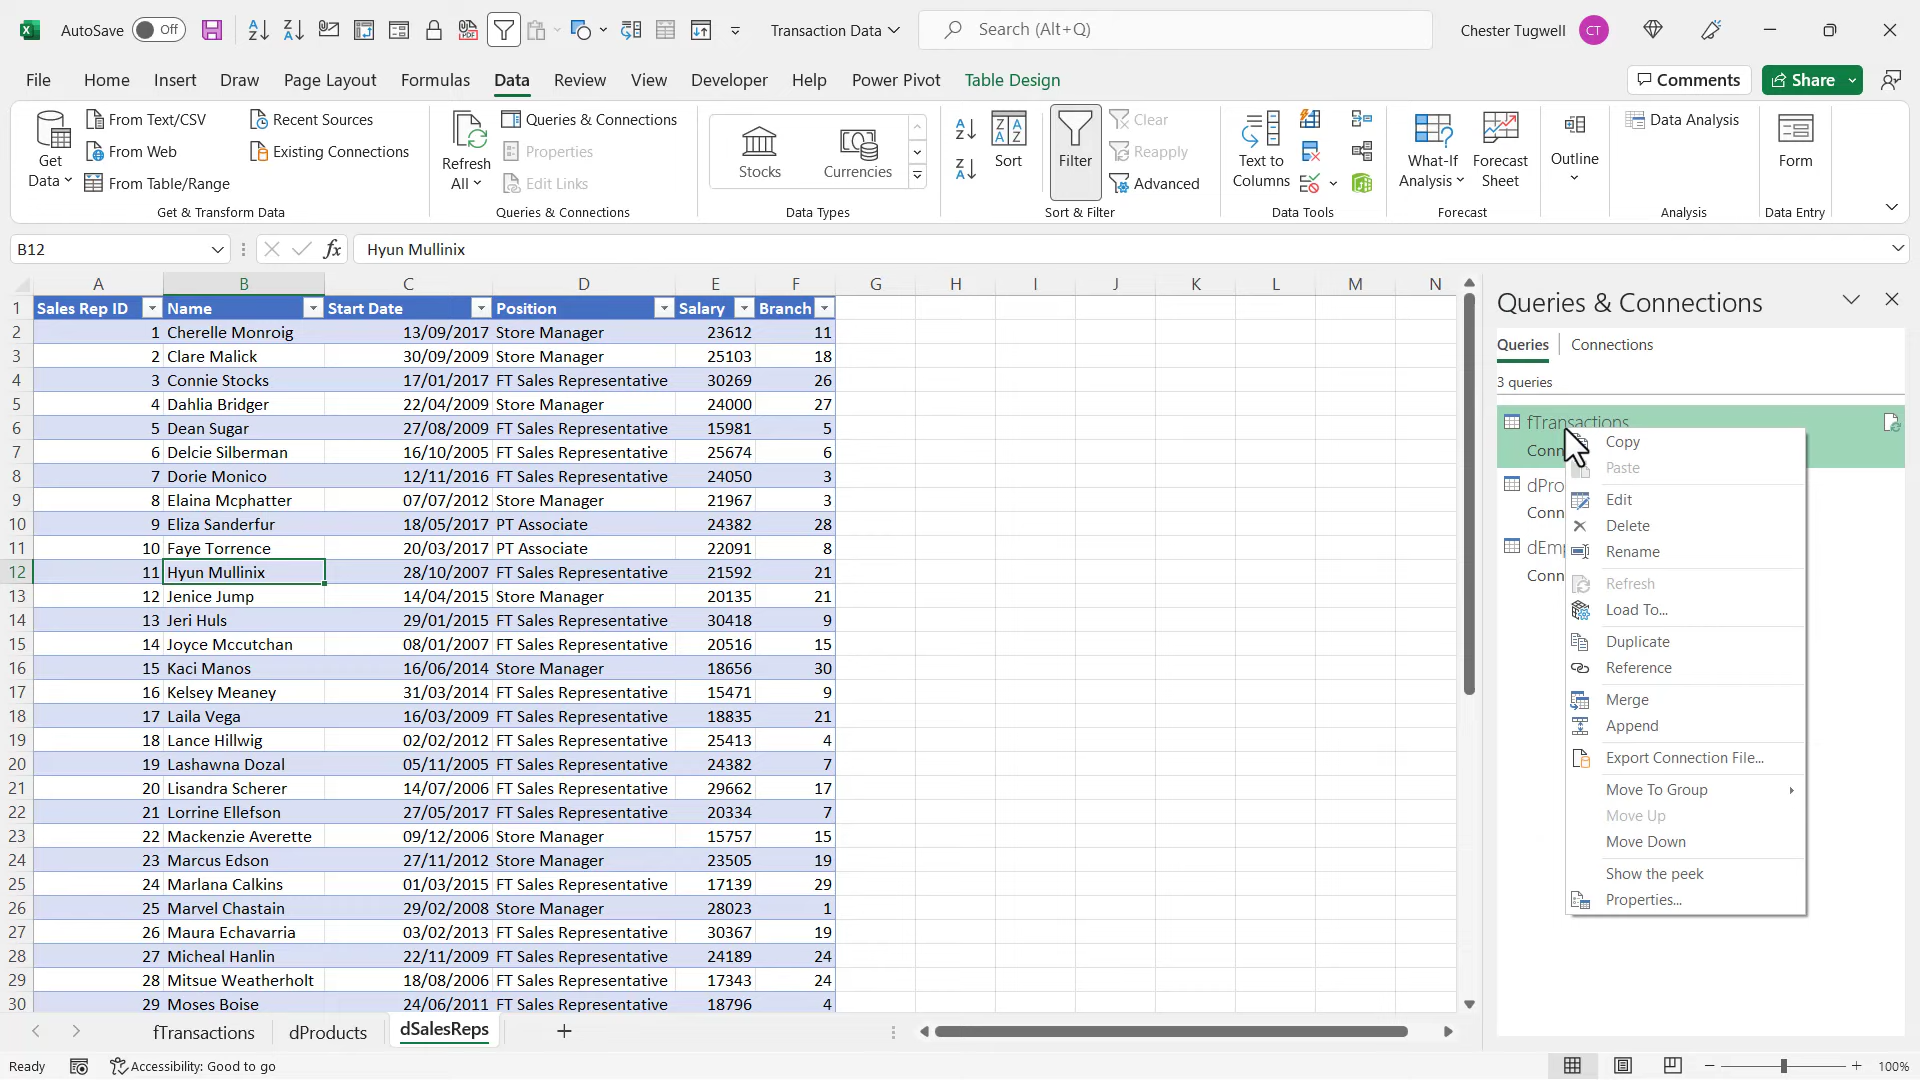 AutoSave Off Transaction Data Search (Alt+Q) Chester Tugwell CT
File Home Insert Draw Page Layout Formulas Data Review View Developer Help Power Pivot Table Design Comments Share
Get Data
From Text/CSV
From Web
From Table/Range
Recent Sources
Existing Connections
Get & Transform Data
Refresh All
Queries & Connections
Properties
Edit Links
Queries & Connections
Stocks
Currencies
Data Types
Sort
Filter
Clear
Reapply
Advanced
Sort & Filter
Text to Columns
Data Tools
What-If Analysis
Forecast Sheet
Forecast
Outline
Data Analysis
Analysis
Form
Data Entry
B12 fx Hyun Mullinix
A B C D E F G H I J K L M N
1 Sales Rep ID Name Start Date Position Salary Branch
2 1 Cherelle Monroig 13/09/2017 Store Manager 23612 11
3 2 Clare Malick 30/09/2009 Store Manager 25103 18
4 3 Connie Stocks 17/01/2017 FT Sales Representative 30269 26
5 4 Dahlia Bridger 22/04/2009 Store Manager 24000 27
6 5 Dean Sugar 27/08/2009 FT Sales Representative 15981 5
7 6 Delcie Silberman 16/10/2005 FT Sales Representative 25674 6
8 7 Dorie Monico 12/11/2016 FT Sales Representative 24050 3
9 8 Elaina Mcphatter 07/07/2012 Store Manager 21967 3
10 9 Eliza Sanderfur 18/05/2017 PT Associate 24382 28
11 10 Faye Torrence 20/03/2017 PT Associate 22091 8
12 11 Hyun Mullinix 28/10/2007 FT Sales Representative 21592 21
13 12 Jenice Jump 14/04/2015 Store Manager 20135 21
14 13 Jeri Huls 29/01/2015 FT Sales Representative 30418 9
15 14 Joyce Mccutchan 08/01/2007 FT Sales Representative 20516 15
16 15 Kaci Manos 16/06/2014 Store Manager 18656 30
17 16 Kelsey Meaney 31/03/2014 FT Sales Representative 15471 9
18 17 Laila Vega 16/03/2009 FT Sales Representative 18835 21
19 18 Lance Hillwig 02/02/2012 FT Sales Representative 25413 4
20 19 Lashawna Dozal 05/11/2005 FT Sales Representative 24382 7
21 20 Lisandra Scherer 14/07/2006 FT Sales Representative 29662 17
22 21 Lorrine Ellefson 27/05/2017 FT Sales Representative 20334 7
23 22 Mackenzie Averette 09/12/2006 Store Manager 15757 15
24 23 Marcus Edson 27/11/2012 Store Manager 23505 19
25 24 Marlana Calkins 01/03/2015 FT Sales Representative 17139 29
26 25 Marvel Chastain 29/02/2008 Store Manager 28023 1
27 26 Maura Echavarria 03/02/2013 FT Sales Representative 30367 19
28 27 Micheal Hanlin 22/11/2009 FT Sales Representative 24189 24
29 28 Mitsue Weatherholt 18/08/2006 FT Sales Representative 17343 24
30 29 Moses Boise 24/06/2011 FT Sales Representative 18796 4
Queries & Connections
Queries Connections
3 queries
fTransactions
Conn
dPro
Conn
dEmp
Conn
Copy
Paste
Edit
Delete
Rename
Refresh
Load To...
Duplicate
Reference
Merge
Append
Export Connection File...
Move To Group
Move Up
Move Down
Show the peek
Properties...
fTransactions dProducts dSalesReps
Ready Accessibility: Good to go 100%